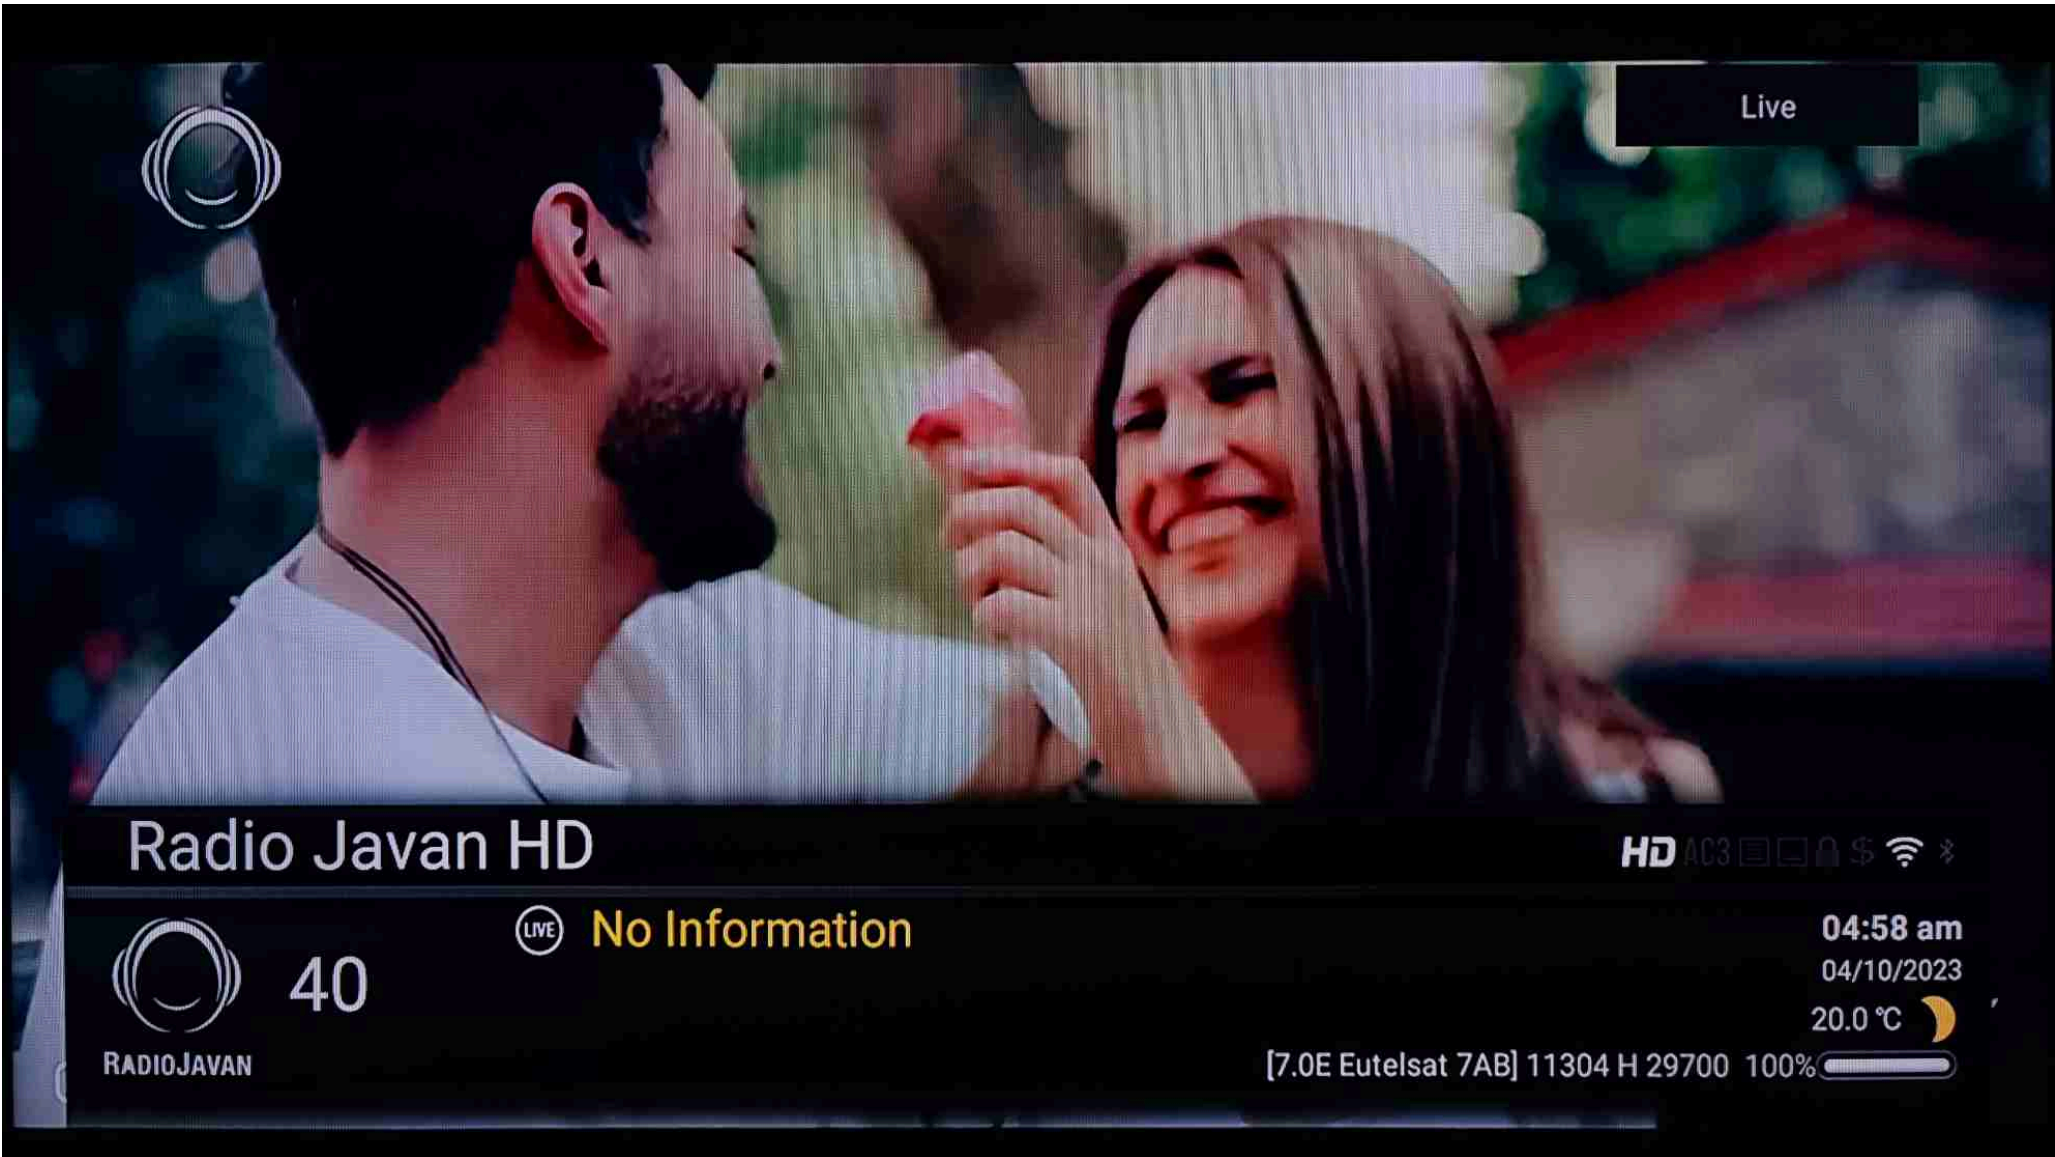 Live
Radio Javan HD
HD AC3 $
LIVE No Information
04:58 am
40
04/10/2023
20.0 °C
RADIOJAVAN
[7.0E Eutelsat 7AB] 11304 H 29700 100%